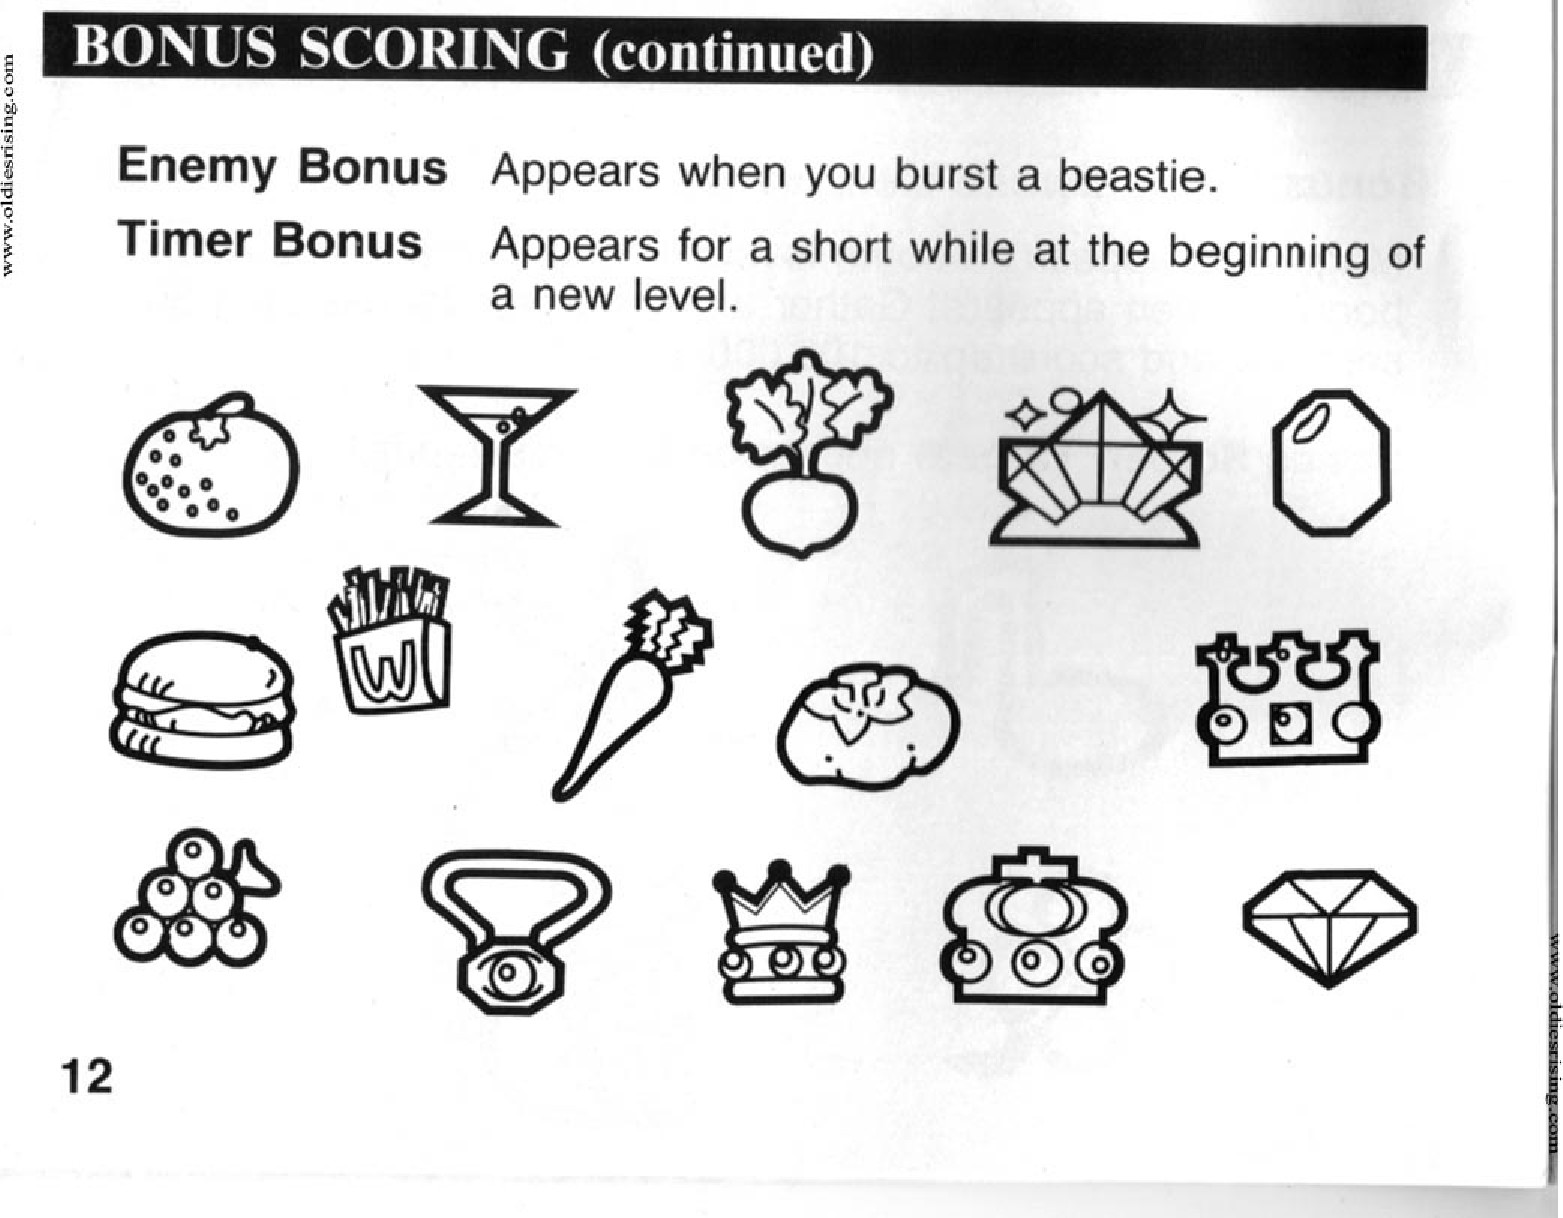 BONUS SCORING (continued)
www.oldiesrising.com
Enemy Bonus Appears when you burst a beastie.
Timer Bonus Appears for a short while at the beginning of
a new level.
W
12
www.oldiesrising.com